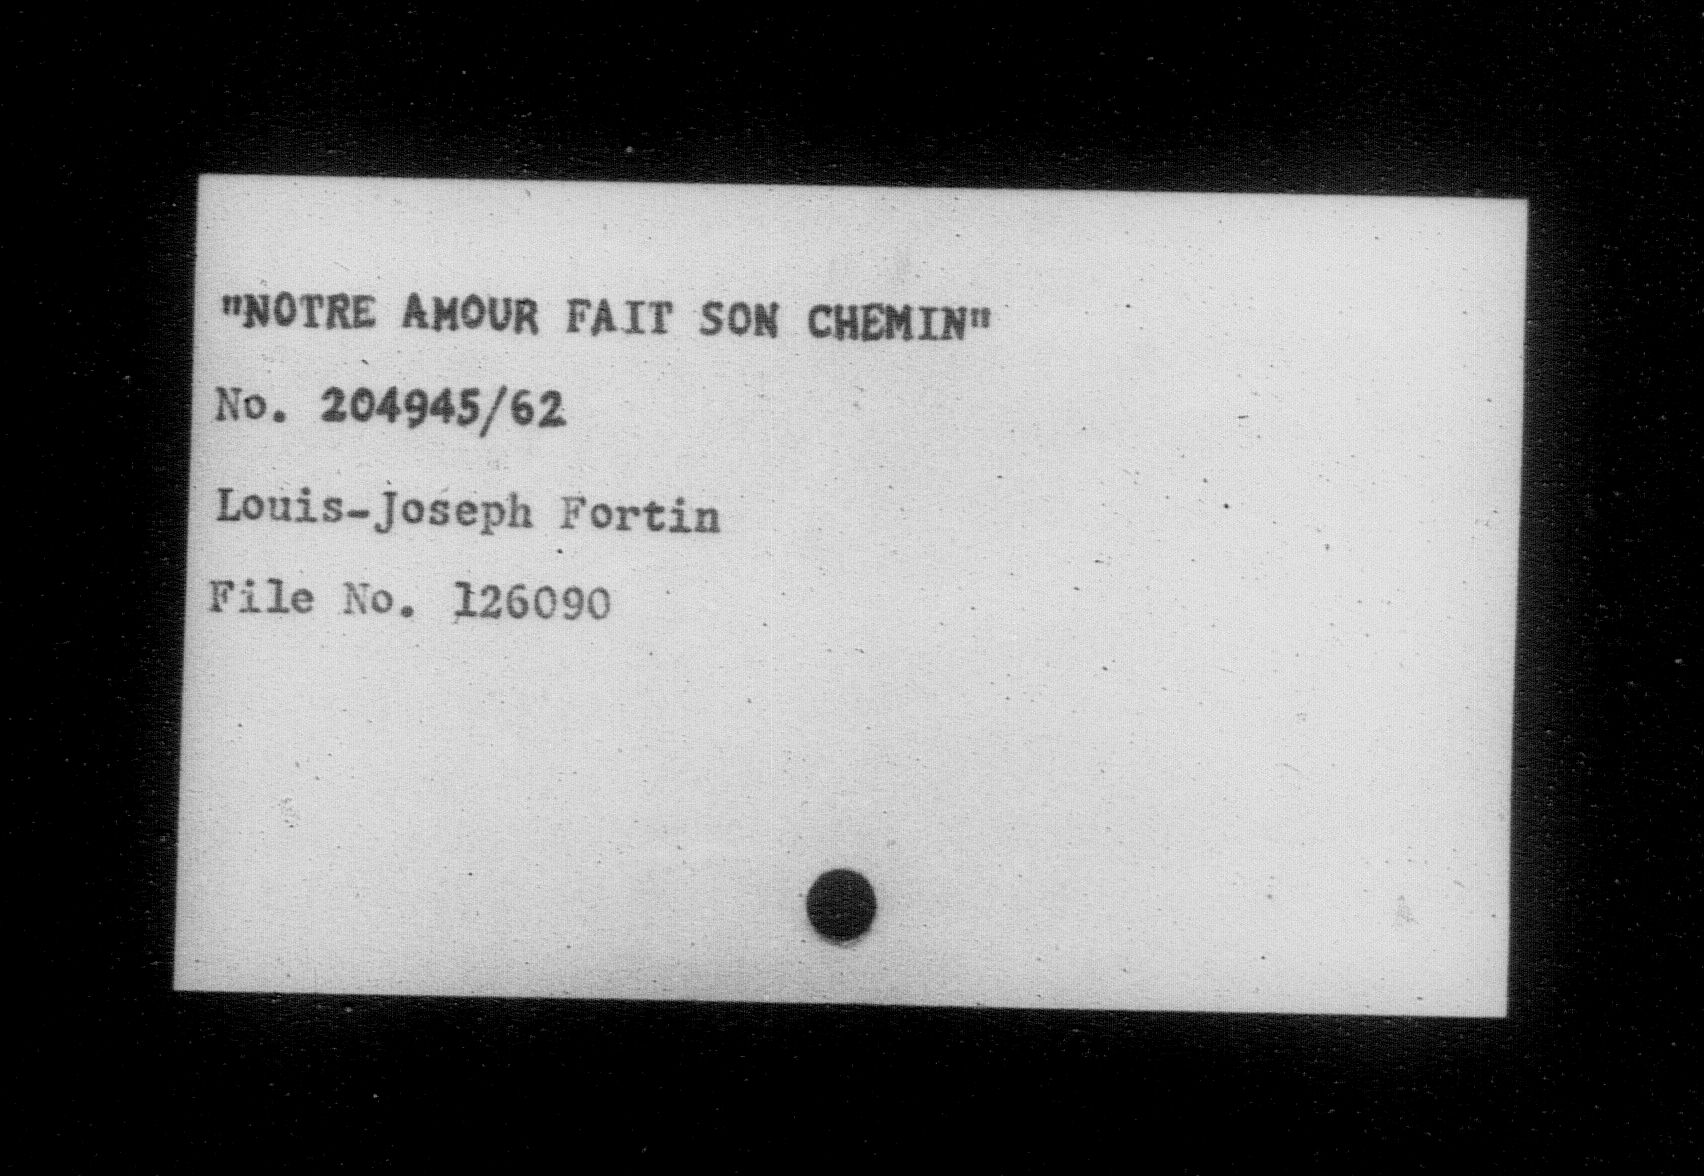 "NOTRE AMOUR FAIT SON CHEMIN"
No. 204945/62
Louis-Joseph Fortin
File No. 126090